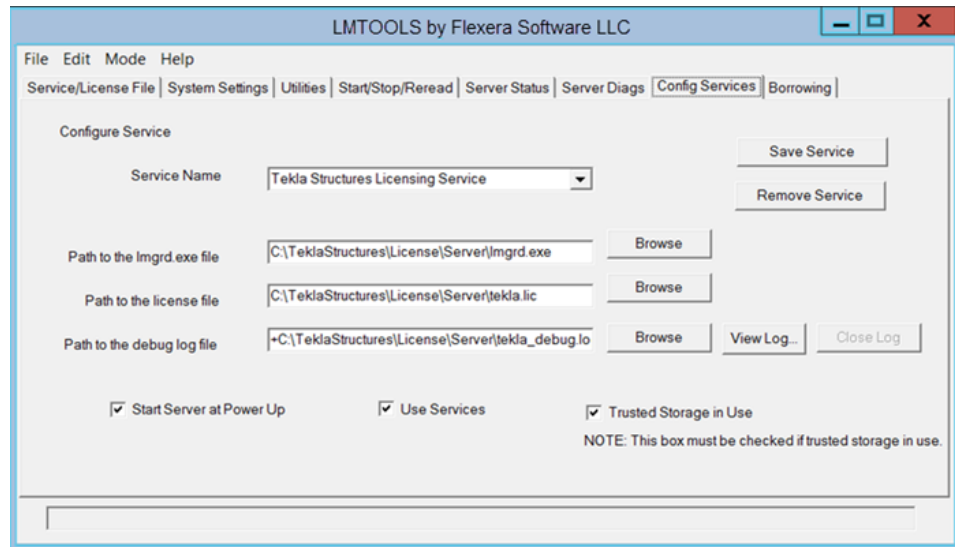 LMTOOLS by Flexera Software LLC
File Edit Mode Help
Service/License File System Settings Utilities Start/Stop/Reread Server Status Server Diags Config Services Borrowing
Configure Service
Save Service
Service Name Tekla Structures Licensing Service
Remove Service
Path to the lmgrd.exe file C:\TeklaStructures\License\Server\lmgrd.exe Browse
Path to the license file C:\TeklaStructures\License\Server\tekla.lic Browse
Path to the debug log file +C:\TeklaStructures\License\Server\tekla_debug.lo Browse View Log... Close Log
Start Server at Power Up Use Services Trusted Storage in Use
NOTE: This box must be checked if trusted storage in use.